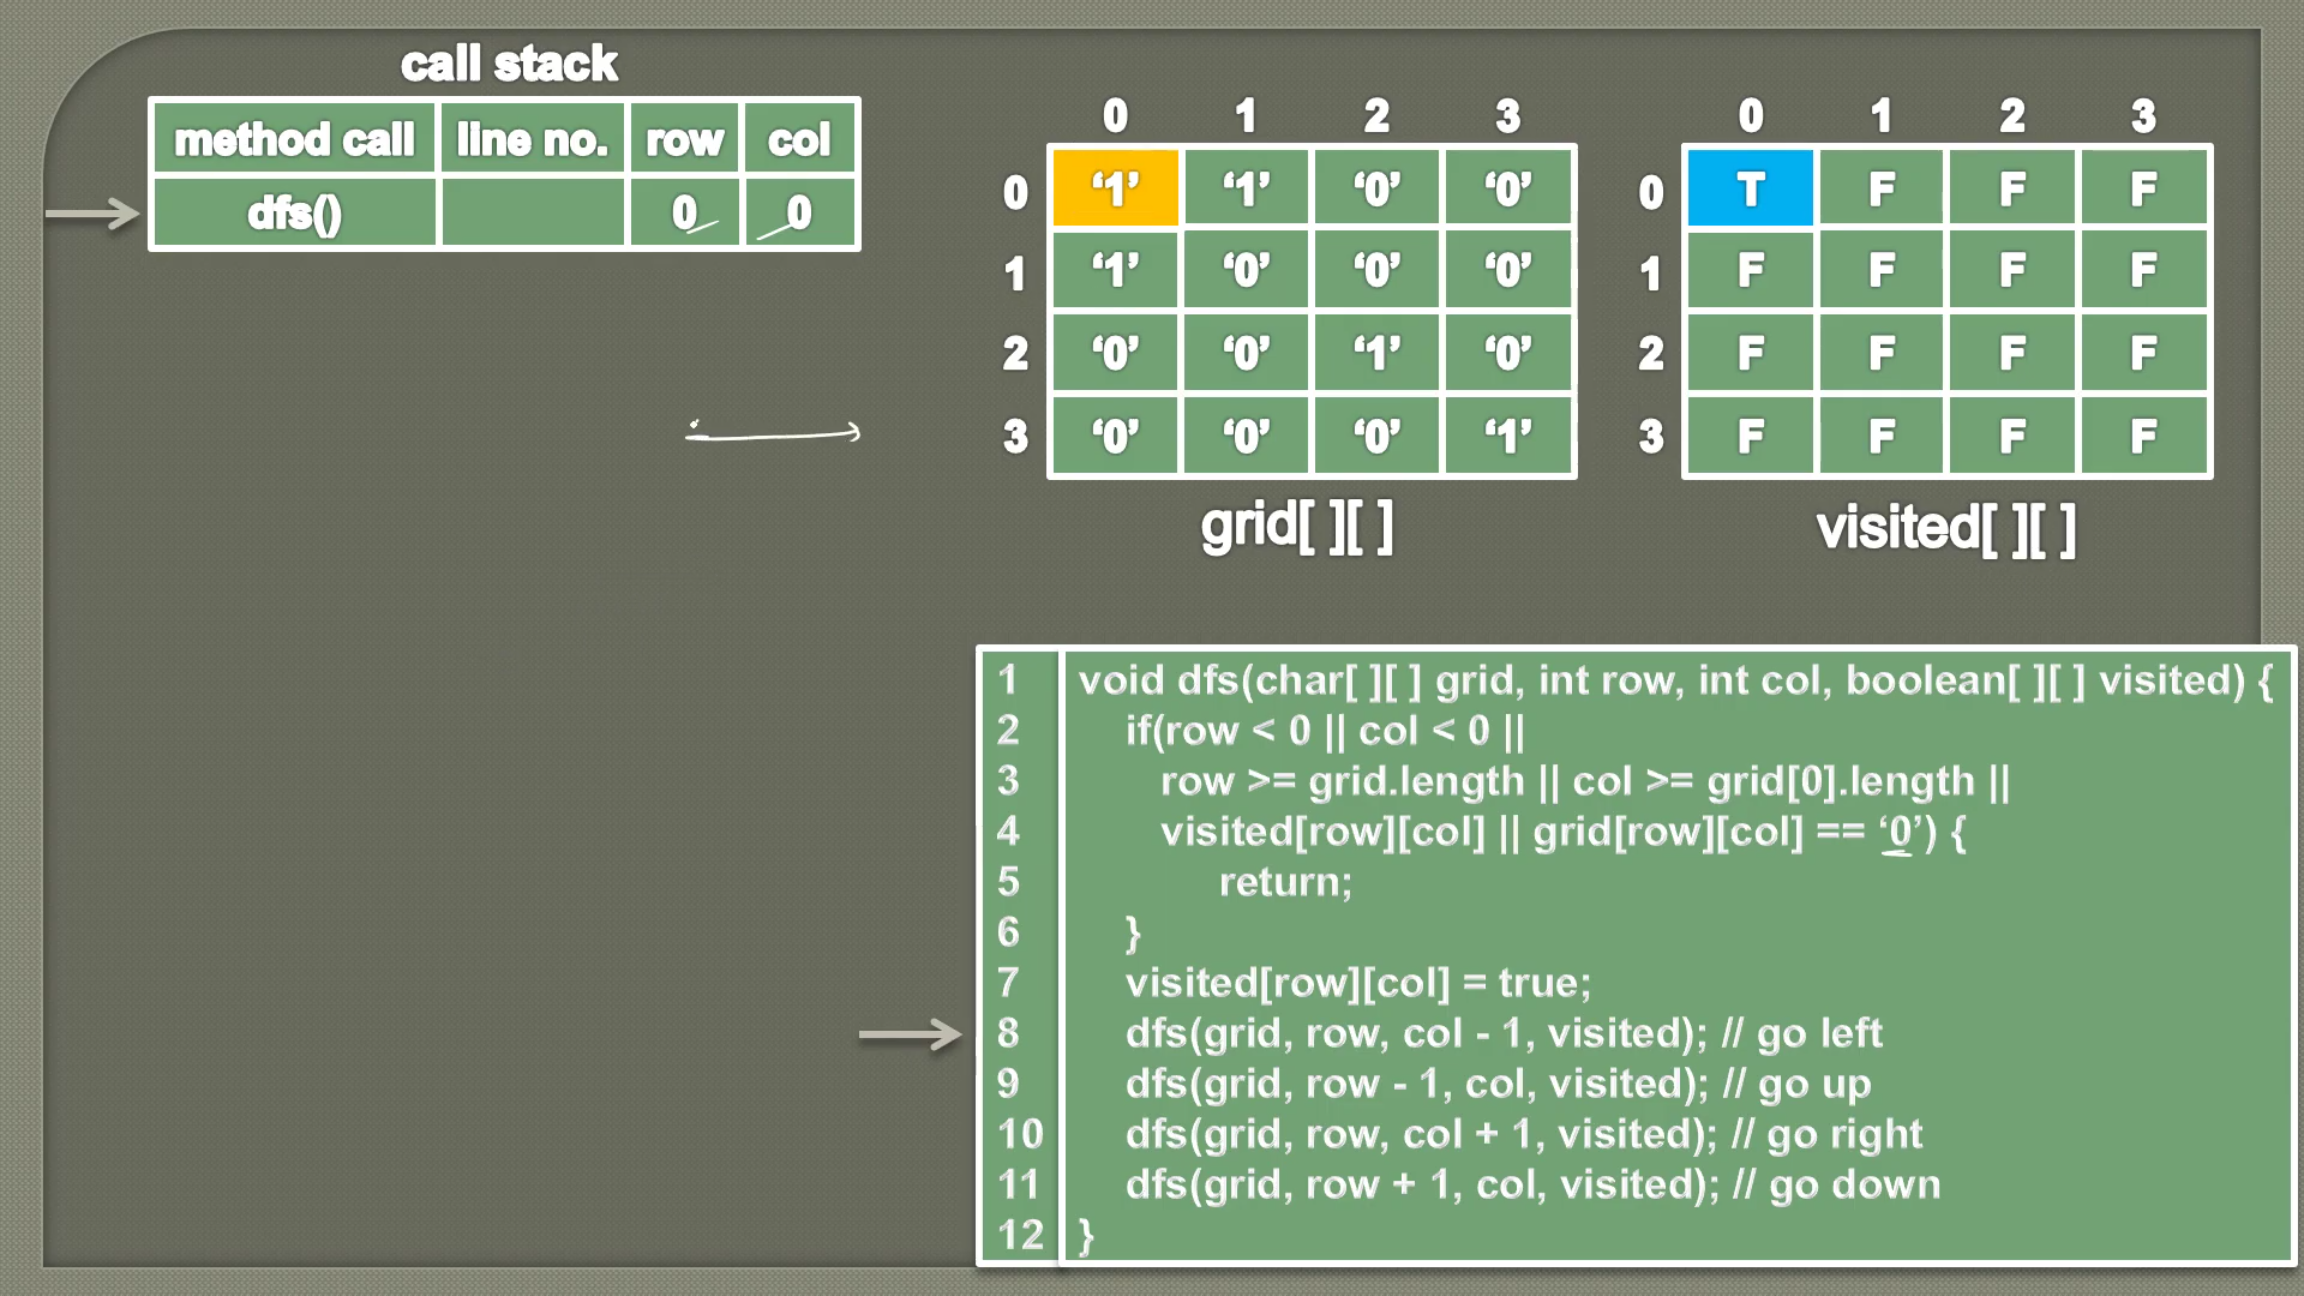 call stack
method call line no. row col
dfs() 0 0
0 1 2 3
0 ‘1’ ‘1’ ‘0’ ‘0’
1 ‘1’ ‘0’ ‘0’ ‘0’
2 ‘0’ ‘0’ ‘1’ ‘0’
3 ‘0’ ‘0’ ‘0’ ‘1’
grid[ ][ ]
0 1 2 3
0 T F F F
1 F F F F
2 F F F F
3 F F F F
visited[ ][ ]
1 void dfs(char[ ][ ] grid, int row, int col, boolean[ ][ ] visited) {
2 if(row < 0 || col < 0 ||
3 row >= grid.length || col >= grid[0].length ||
4 visited[row][col] || grid[row][col] == ‘0’) {
5 return;
6 }
7 visited[row][col] = true;
8 dfs(grid, row, col - 1, visited); // go left
9 dfs(grid, row - 1, col, visited); // go up
10 dfs(grid, row, col + 1, visited); // go right
11 dfs(grid, row + 1, col, visited); // go down
12 }